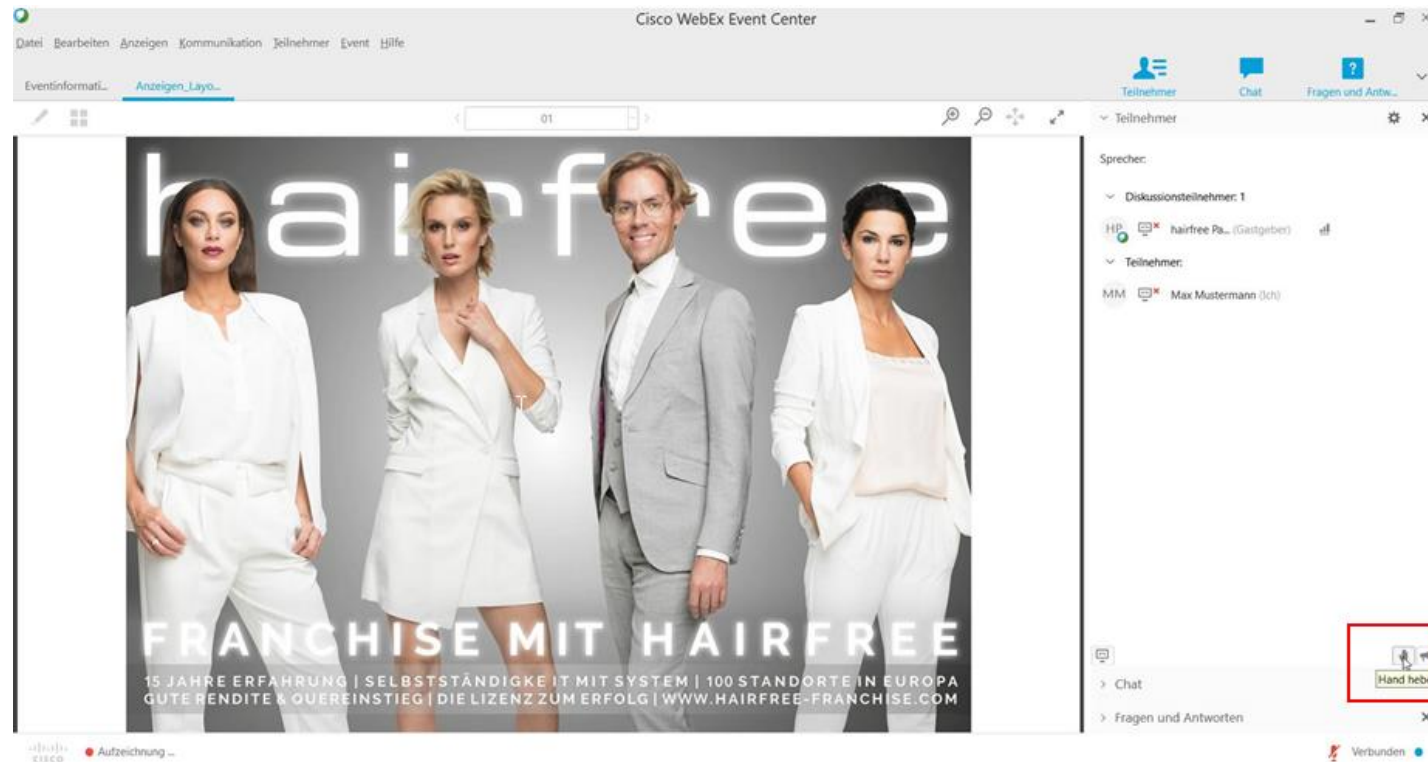 Cisco WebEx Event Center
Datei Bearbeiten Anzeigen Kommunikation Teilnehmer Event Hilfe
Eventinformati... Anzeigen_Layo...
Teilnehmer Chat Fragen und Antw...
01
Teilnehmer
Sprecher:
Diskussionsteilnehmer: 1
HP hairfree Pa... (Gastgeber)
Teilnehmer:
MM Max Mustermann (Ich)
hairfree
FRANCHISE MIT HAIRFREE
15 JAHRE ERFAHRUNG | SELBSTSTÄNDIGKEIT MIT SYSTEM | 100 STANDORTE IN EUROPA
GUTE RENDITE & QUEREINSTIEG | DIE LIZENZ ZUM ERFOLG | WWW.HAIRFREE-FRANCHISE.COM
Hand hebe
Chat
Fragen und Antworten
CISCO Aufzeichnung ...
Verbunden